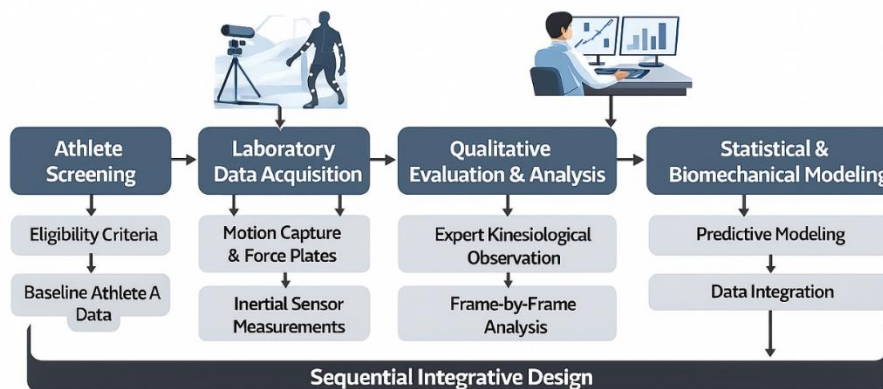 Athlete
Screening
Laboratory
Data Acquisition
Qualitative
Evaluation & Analysis
Statistical &
Biomechanical Modeling
Eligibility Criteria
Baseline Athlete A
Data
Motion Capture
& Force Plates
Inertial Sensor
Measurements
Expert Kinesiological
Observation
Frame-by-Frame
Analysis
Predictive Modeling
Data Integration
Sequential Integrative Design